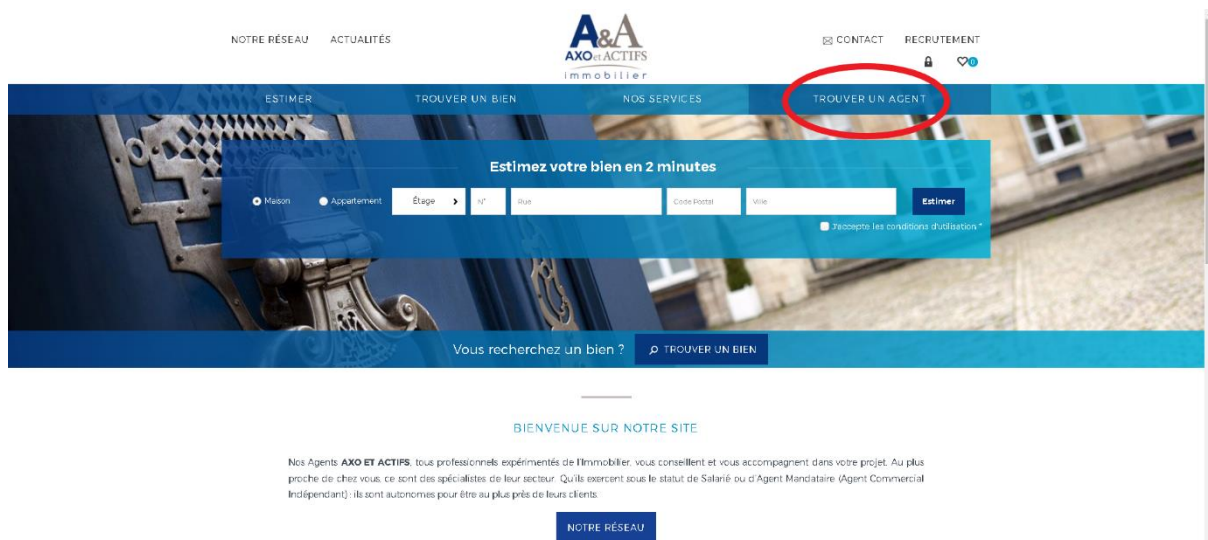 NOTRE RÉSEAU ACTUALITÉS
A&A
AXO et ACTIFS
immobilier
CONTACT RECRUTEMENT
0
ESTIMER TROUVER UN BIEN NOS SERVICES TROUVER UN AGENT
Estimez votre bien en 2 minutes
Maison Appartement Étage N° Rue Code Postal Ville Estimer
J'accepte les conditions d'utilisation *
Vous recherchez un bien ? TROUVER UN BIEN
BIENVENUE SUR NOTRE SITE
Nos Agents AXO ET ACTIFS, tous professionnels expérimentés de l'Immobilier, vous conseillent et vous accompagnent dans votre projet. Au plus
proche de chez vous, ce sont des spécialistes de leur secteur. Qu'ils exercent sous le statut de Salarié ou d'Agent Mandataire (Agent Commercial
Indépendant) : ils sont autonomes pour être au plus près de leurs clients.
NOTRE RÉSEAU